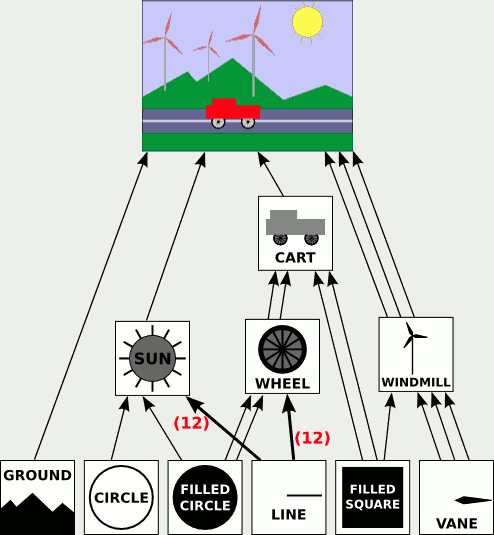 CART
SUN
WHEEL
WINDMILL
(12)
(12)
GROUND
CIRCLE
FILLED
CIRCLE
LINE
FILLED
SQUARE
VANE